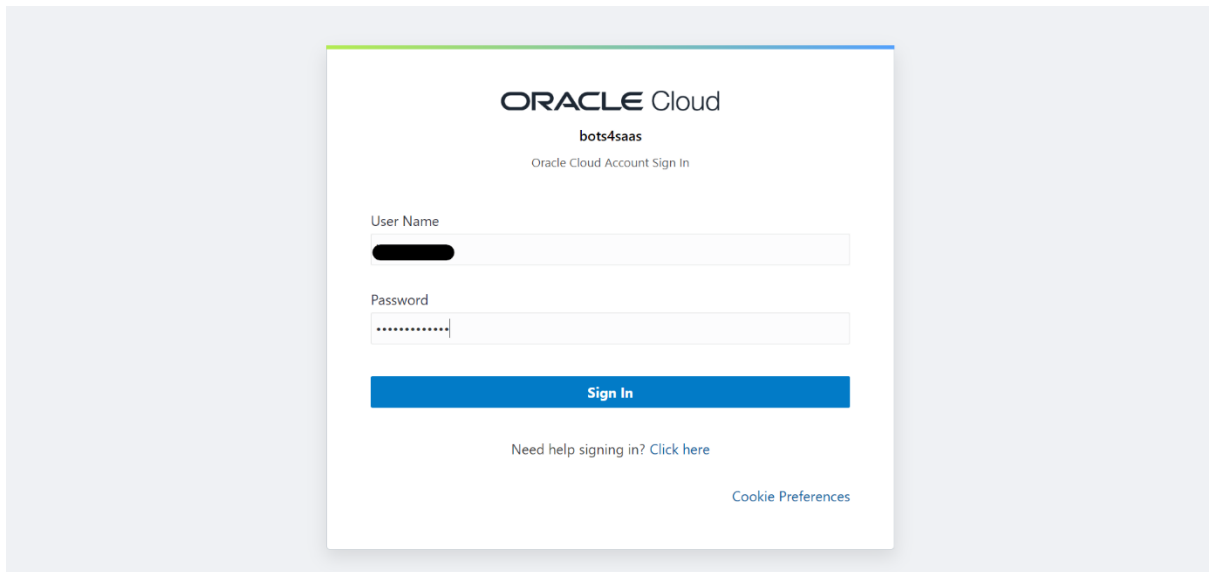 ORACLE Cloud
bots4saas
Oracle Cloud Account Sign In
User Name
Password
•••••••••••••
Sign In
Need help signing in? Click here
Cookie Preferences